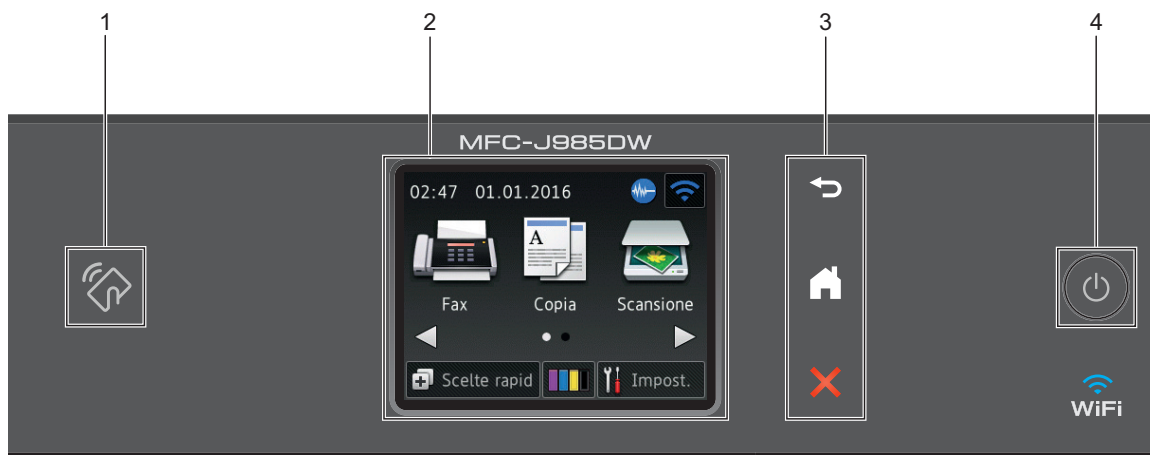 1 2 3 4
MFC-J985DW
02:47 01.01.2016
A
Fax Copia Scansione
Scelte rapid Impost.
WiFi